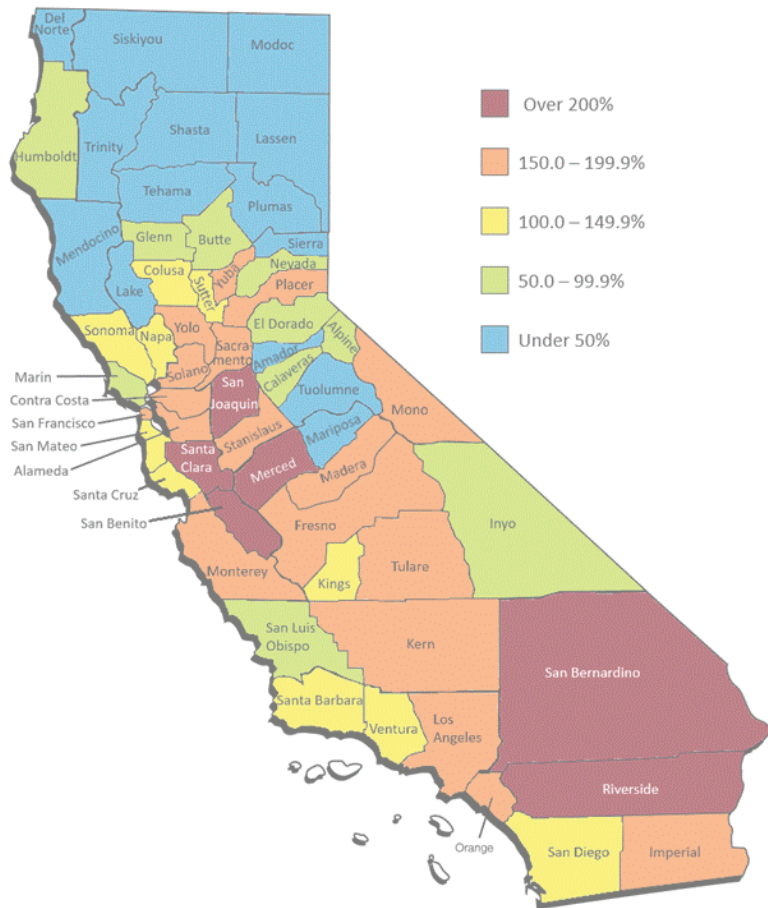 Del
Norte
Siskiyou
Modoc
Humboldt
Trinity
Shasta
Lassen
Tehama
Plumas
Mendocino
Glenn
Butte
Sierra
Lake
Colusa
Sutter
Yuba
Nevada
Placer
Sonoma
Napa
Yolo
El Dorado
Alpine
Sacra-
mento
Amador
Solano
Calaveras
Marin
Contra Costa
San Francisco
San Mateo
Alameda
Santa Cruz
San Benito
San
Joaquin
Tuolumne
Mono
Stanislaus
Mariposa
Santa
Clara
Merced
Madera
Fresno
Inyo
Monterey
Kings
Tulare
San Luis
Obispo
Kern
San Bernardino
Santa Barbara
Ventura
Los
Angeles
Riverside
Orange
San Diego
Imperial
Over 200%
150.0 – 199.9%
100.0 – 149.9%
50.0 – 99.9%
Under 50%